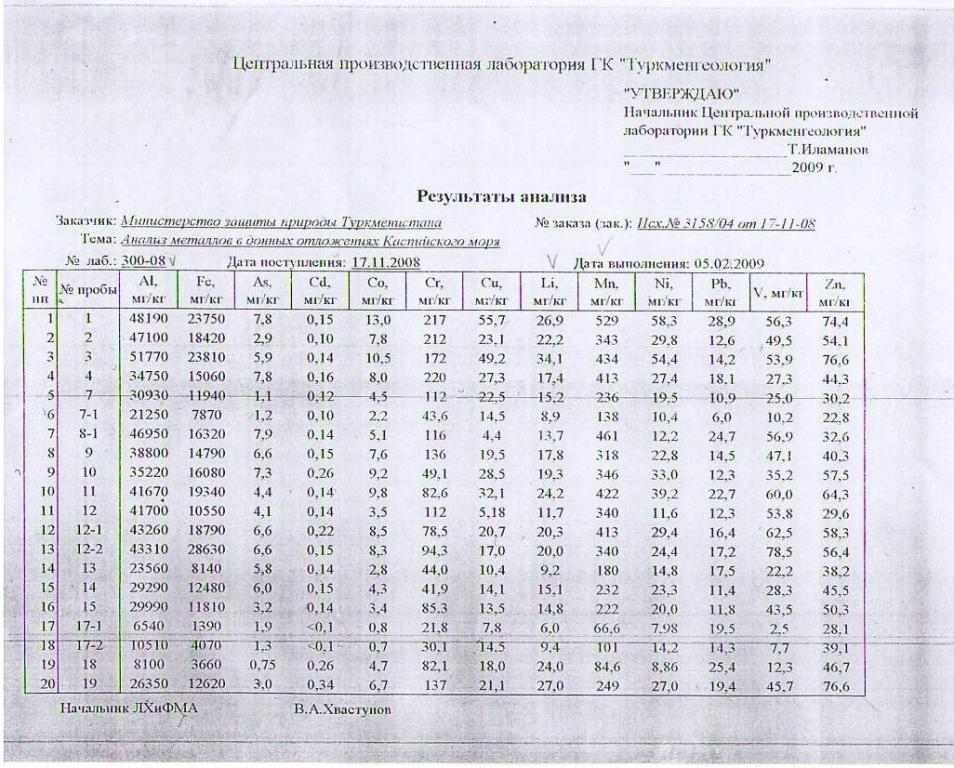 Центральная производственная лаборатория ГК "Туркменгеология"
"УТВЕРЖДАЮ"
Начальник Центральной производственной
лаборатории ГК "Туркменгеология"
____________________Т.Иламанов
"___"____________________2009 г.
Результаты анализа
Заказчик: Министерство защиты природы Туркменистана № заказа (зак.): Исх.№ 3158/04 от 17-11-08
Тема: Анализ металлов в донных отложениях Каспийского моря
№ лаб.: 300-08 Дата поступления: 17.11.2008 Дата выполнения: 05.02.2009
№ пп № пробы Al, мг/кг Fe, мг/кг As, мг/кг Cd, мг/кг Co, мг/кг Cr, мг/кг Cu, мг/кг Li, мг/кг Mn, мг/кг Ni, мг/кг Pb, мг/кг V, мг/кг Zn, мг/кг
1 1 48190 23750 7,8 0,15 13,0 217 55,7 26,9 529 58,3 28,9 56,3 74,4
2 2 47100 18420 2,9 0,10 7,8 212 23,1 22,2 343 29,8 12,6 49,5 54,1
3 3 51770 23810 5,9 0,14 10,5 172 49,2 34,1 434 54,4 14,2 53,9 76,6
4 4 34750 15060 7,8 0,16 8,0 220 27,3 17,4 413 27,4 18,1 27,3 44,3
5 7 30930 11940 1,1 0,12 4,5 112 22,5 15,2 236 19,5 10,9 25,0 30,2
6 7-1 21250 7870 1,2 0,10 2,2 43,6 14,5 8,9 138 10,4 6,0 10,2 22,8
7 8-1 46950 16320 7,9 0,14 5,1 116 4,4 13,7 461 12,2 24,7 56,9 32,6
8 9 38800 14790 6,6 0,15 7,6 136 19,5 17,8 318 22,8 14,5 47,1 40,3
9 10 35220 16080 7,3 0,26 9,2 49,1 28,5 19,3 346 33,0 12,3 35,2 57,5
10 11 41670 19340 4,4 0,14 9,8 82,6 32,1 24,2 422 39,2 22,7 60,0 64,3
11 12 41700 10550 4,1 0,14 3,5 112 5,18 11,7 340 11,6 12,3 53,8 29,6
12 12-1 43260 18790 6,6 0,22 8,5 78,5 20,7 20,3 413 29,4 16,4 62,5 58,3
13 12-2 43310 28630 6,6 0,15 8,3 94,3 17,0 20,0 340 24,4 17,2 78,5 56,4
14 13 23560 8140 5,8 0,14 2,8 44,0 10,4 9,2 180 14,8 17,5 22,2 38,2
15 14 29290 12480 6,0 0,15 4,3 41,9 14,1 15,1 232 23,3 11,4 28,3 45,5
16 15 29990 11810 3,2 0,14 3,4 85,3 13,5 14,8 222 20,0 11,8 43,5 50,3
17 17-1 6540 1390 1,9 <0,1 0,8 21,8 7,8 6,0 66,6 7,98 19,5 2,5 28,1
18 17-2 10510 4070 1,3 <0,1 0,7 30,1 14,5 9,4 101 14,2 14,3 7,7 39,1
19 18 8100 3660 0,75 0,26 4,7 82,1 18,0 24,0 84,6 8,86 25,4 12,3 46,7
20 19 26350 12620 3,0 0,34 6,7 137 21,1 27,0 249 27,0 19,4 45,7 76,6
Начальник ЛХиФМА В.А.Хвастунов